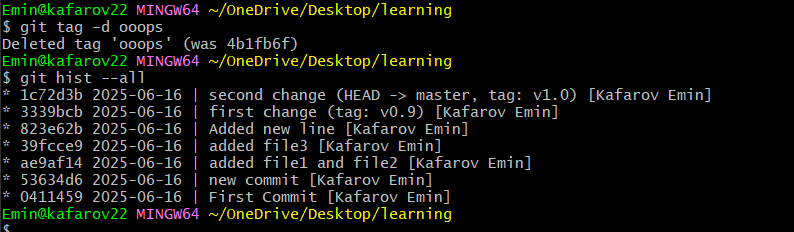 Emin@kafarov22 MINGW64 ~/OneDrive/Desktop/learning
$ git tag -d ooops
Deleted tag 'ooops' (was 4b1fb6f)
Emin@kafarov22 MINGW64 ~/OneDrive/Desktop/learning
$ git hist --all
* 1c72d3b 2025-06-16 | second change (HEAD -> master, tag: v1.0) [Kafarov Emin]
* 3339bcb 2025-06-16 | first change (tag: v0.9) [Kafarov Emin]
* 823e62b 2025-06-16 | Added new line [Kafarov Emin]
* 39fcce9 2025-06-16 | added file3 [Kafarov Emin]
* ae9af14 2025-06-16 | added file1 and file2 [Kafarov Emin]
* 53634d6 2025-06-16 | new commit [Kafarov Emin]
* 0411459 2025-06-16 | First Commit [Kafarov Emin]
Emin@kafarov22 MINGW64 ~/OneDrive/Desktop/learning
$